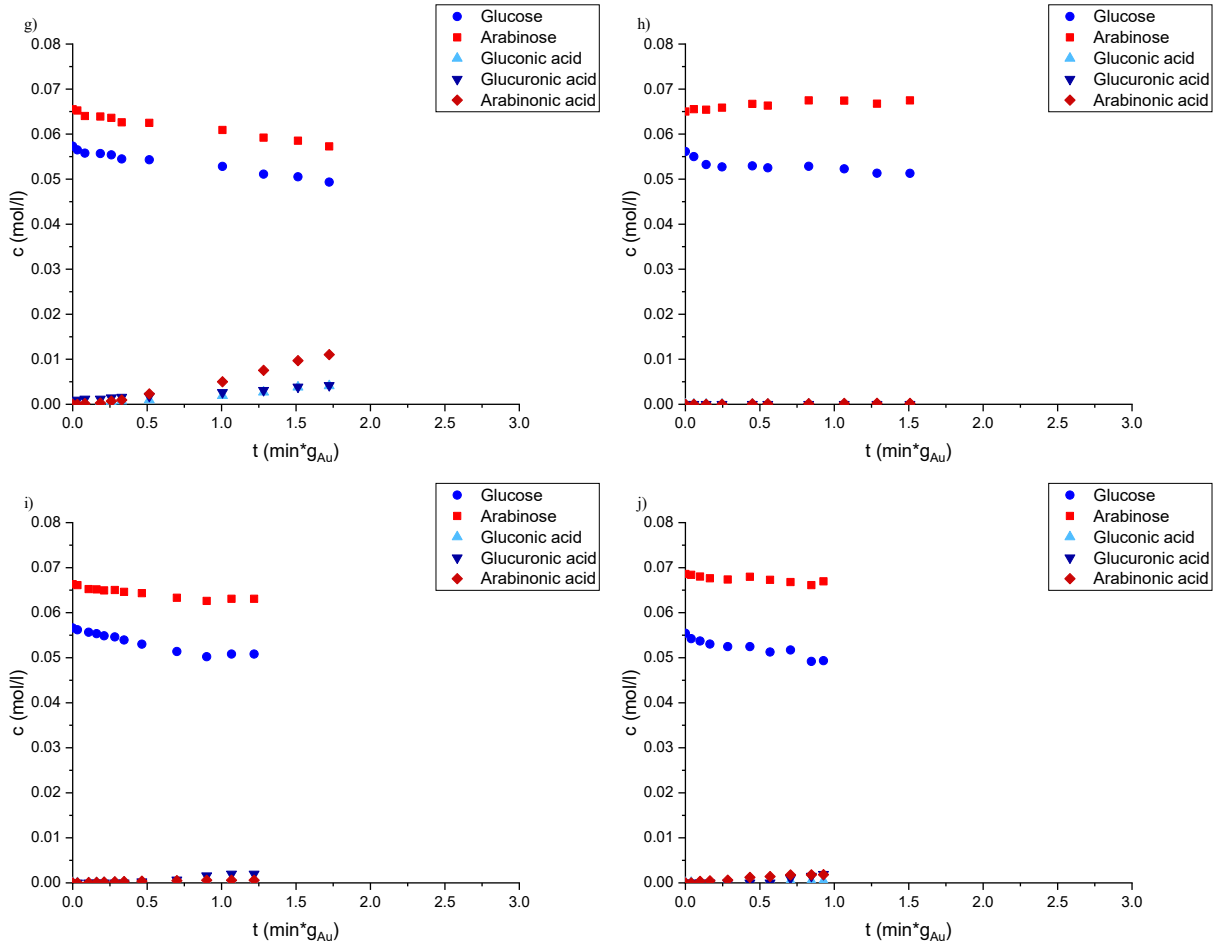 g)
Glucose
Arabinose
Gluconic acid
Glucuronic acid
Arabinonic acid
0.08
0.07
0.06
0.05
0.04
0.03
0.02
0.01
0.00
c (mol/l)
0.0 0.5 1.0 1.5 2.0 2.5 3.0
t (min*gAu)
h)
Glucose
Arabinose
Gluconic acid
Glucuronic acid
Arabinonic acid
0.08
0.07
0.06
0.05
0.04
0.03
0.02
0.01
0.00
c (mol/l)
0.0 0.5 1.0 1.5 2.0 2.5 3.0
t (min*gAu)
i)
Glucose
Arabinose
Gluconic acid
Glucuronic acid
Arabinonic acid
0.08
0.07
0.06
0.05
0.04
0.03
0.02
0.01
0.00
c (mol/l)
0.0 0.5 1.0 1.5 2.0 2.5 3.0
t (min*gAu)
j)
Glucose
Arabinose
Gluconic acid
Glucuronic acid
Arabinonic acid
0.08
0.07
0.06
0.05
0.04
0.03
0.02
0.01
0.00
c (mol/l)
0.0 0.5 1.0 1.5 2.0 2.5 3.0
t (min*gAu)